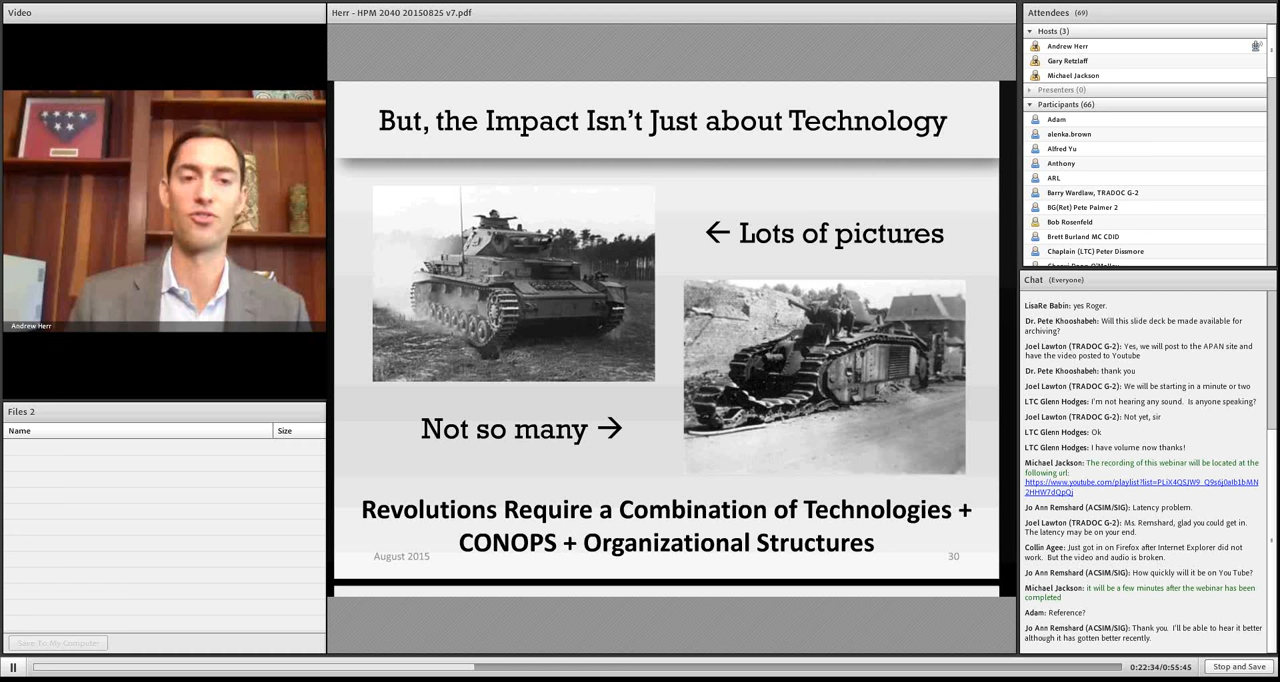 Video
Andrew Herr
Files 2
Name Size
Save To My Computer
Herr - HPM 2040 20150825 v7.pdf
But, the Impact Isn't Just about Technology
← Lots of pictures
Not so many →
Revolutions Require a Combination of Technologies +
CONOPS + Organizational Structures
August 2015
30
Attendees (69)
Hosts (3)
Andrew Herr
Gary Retzlaff
Michael Jackson
Presenters (0)
Participants (66)
Adam
alenka.brown
Alfred Yu
Anthony
ARL
Barry Wardlaw, TRADOC G-2
BG(Ret) Pete Palmer 2
Bob Rosenfeld
Brett Burland MC CDID
Chaplain (LTC) Peter Dissmore
Chat (Everyone)
LisaRe Babin: yes Roger.
Dr. Pete Khooshabeh: Will this slide deck be made available for
archiving?
Joel Lawton (TRADOC G-2): Yes, we will post to the APAN site and
have the video posted to Youtube
Dr. Pete Khooshabeh: thank you
Joel Lawton (TRADOC G-2): We will be starting in a minute or two
LTC Glenn Hodges: I'm not hearing any sound. Is anyone speaking?
Joel Lawton (TRADOC G-2): Not yet, sir
LTC Glenn Hodges: Ok
LTC Glenn Hodges: I have volume now thanks!
Michael Jackson: The recording of this webinar will be located at the
following url:
Jo Ann Remshard (ACSIM/SIG): Latency problem.
Joel Lawton (TRADOC G-2): Ms. Remshard, glad you could get in.
The latency may be on your end.
Collin Agee: Just got in on Firefox after Internet Explorer did not
work. But the video and audio is broken.
Jo Ann Remshard (ACSIM/SIG): How quickly will it be on You Tube?
Michael Jackson: it will be a few minutes after the webinar has been
completed
Adam: Reference?
Jo Ann Remshard (ACSIM/SIG): Thank you. I'll be able to hear it better
although it has gotten better recently.
0:22:34/0:55:45
Stop and Save